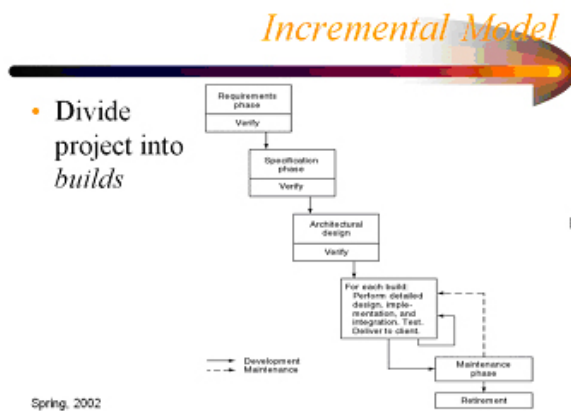 Incremental Model
• Divide
project into
builds
Requirements
phase
Verify
Specification
phase
Verify
Architectural
design
Verify
For each build:
Perform detailed
design, imple-
mentation, and
integration. Test.
Deliver to client.
Development
Maintenance
Maintenance
phase
Retirement
Spring, 2002